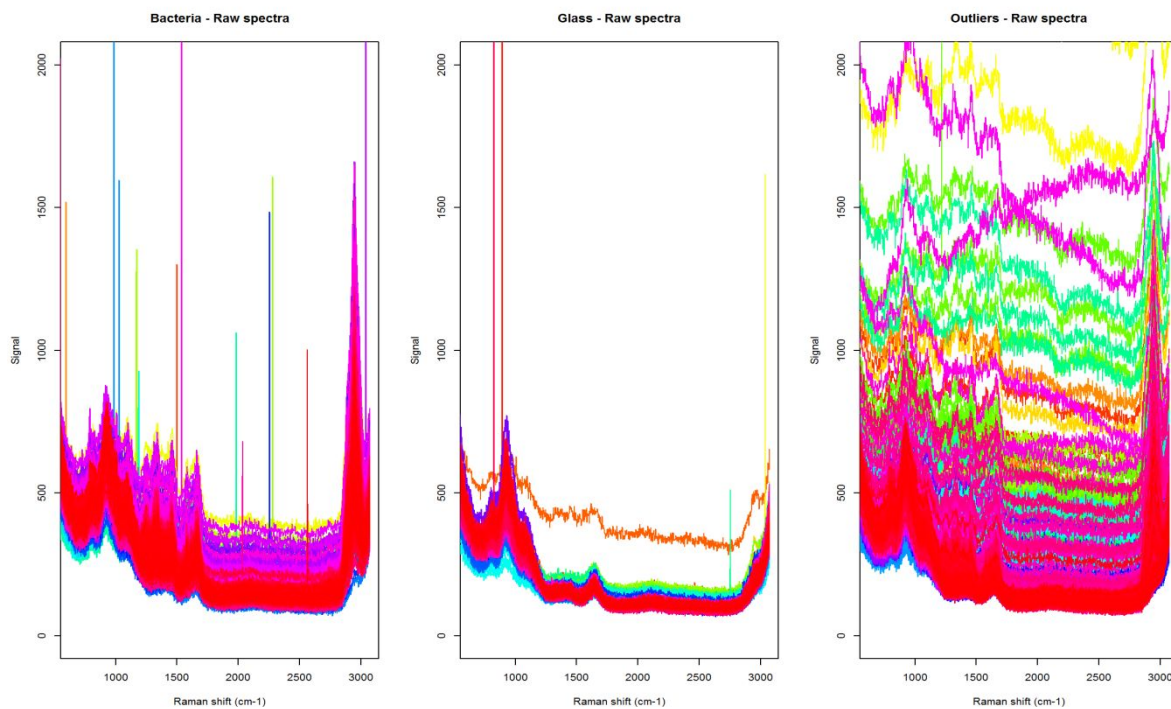 Bacteria - Raw spectra
Signal
2000
1500
1000
500
0
1000 1500 2000 2500 3000
Raman shift (cm-1)
Glass - Raw spectra
Signal
2000
1500
1000
500
0
1000 1500 2000 2500 3000
Raman shift (cm-1)
Outliers - Raw spectra
Signal
2000
1500
1000
500
0
1000 1500 2000 2500 3000
Raman shift (cm-1)